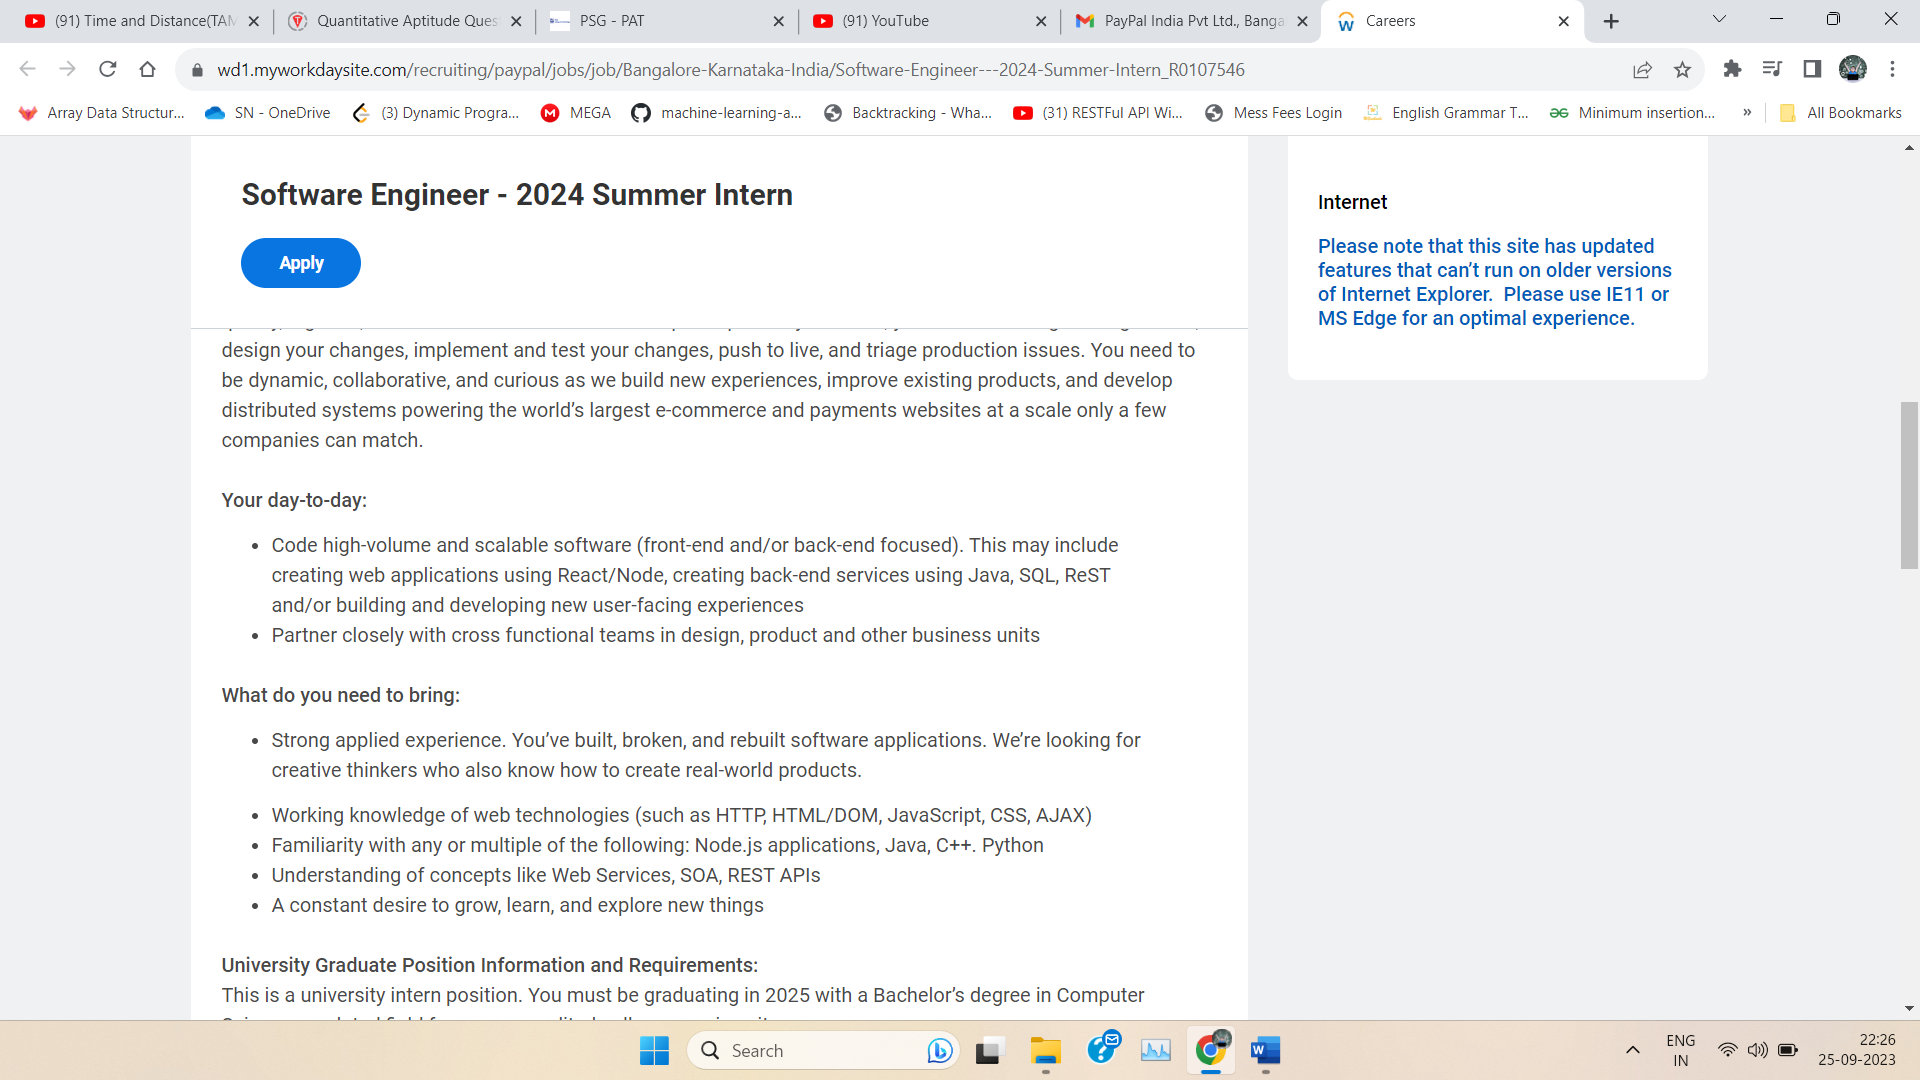 (91) Time and Distance(TAM
Quantitative Aptitude Ques
PSG - PAT
(91) YouTube
PayPal India Pvt Ltd., Banga
Careers
wd1.myworkdaysite.com/recruiting/paypal/jobs/job/Bangalore-Karnataka-India/Software-Engineer---2024-Summer-Intern_R0107546
Array Data Structur...
SN - OneDrive
(3) Dynamic Progra...
MEGA
machine-learning-a...
Backtracking - Wha...
(31) RESTFul API Wi...
Mess Fees Login
English Grammar T...
Minimum insertion...
»
All Bookmarks
Software Engineer - 2024 Summer Intern
Apply
design your changes, implement and test your changes, push to live, and triage production issues. You need to
be dynamic, collaborative, and curious as we build new experiences, improve existing products, and develop
distributed systems powering the world’s largest e-commerce and payments websites at a scale only a few
companies can match.
Your day-to-day:
• Code high-volume and scalable software (front-end and/or back-end focused). This may include
creating web applications using React/Node, creating back-end services using Java, SQL, ReST
and/or building and developing new user-facing experiences
• Partner closely with cross functional teams in design, product and other business units
What do you need to bring:
• Strong applied experience. You’ve built, broken, and rebuilt software applications. We’re looking for
creative thinkers who also know how to create real-world products.
• Working knowledge of web technologies (such as HTTP, HTML/DOM, JavaScript, CSS, AJAX)
• Familiarity with any or multiple of the following: Node.js applications, Java, C++. Python
• Understanding of concepts like Web Services, SOA, REST APIs
• A constant desire to grow, learn, and explore new things
University Graduate Position Information and Requirements:
This is a university intern position. You must be graduating in 2025 with a Bachelor’s degree in Computer
Internet
Please note that this site has updated
features that can’t run on older versions
of Internet Explorer.  Please use IE11 or
MS Edge for an optimal experience.
Search
ENG
IN
22:26
25-09-2023